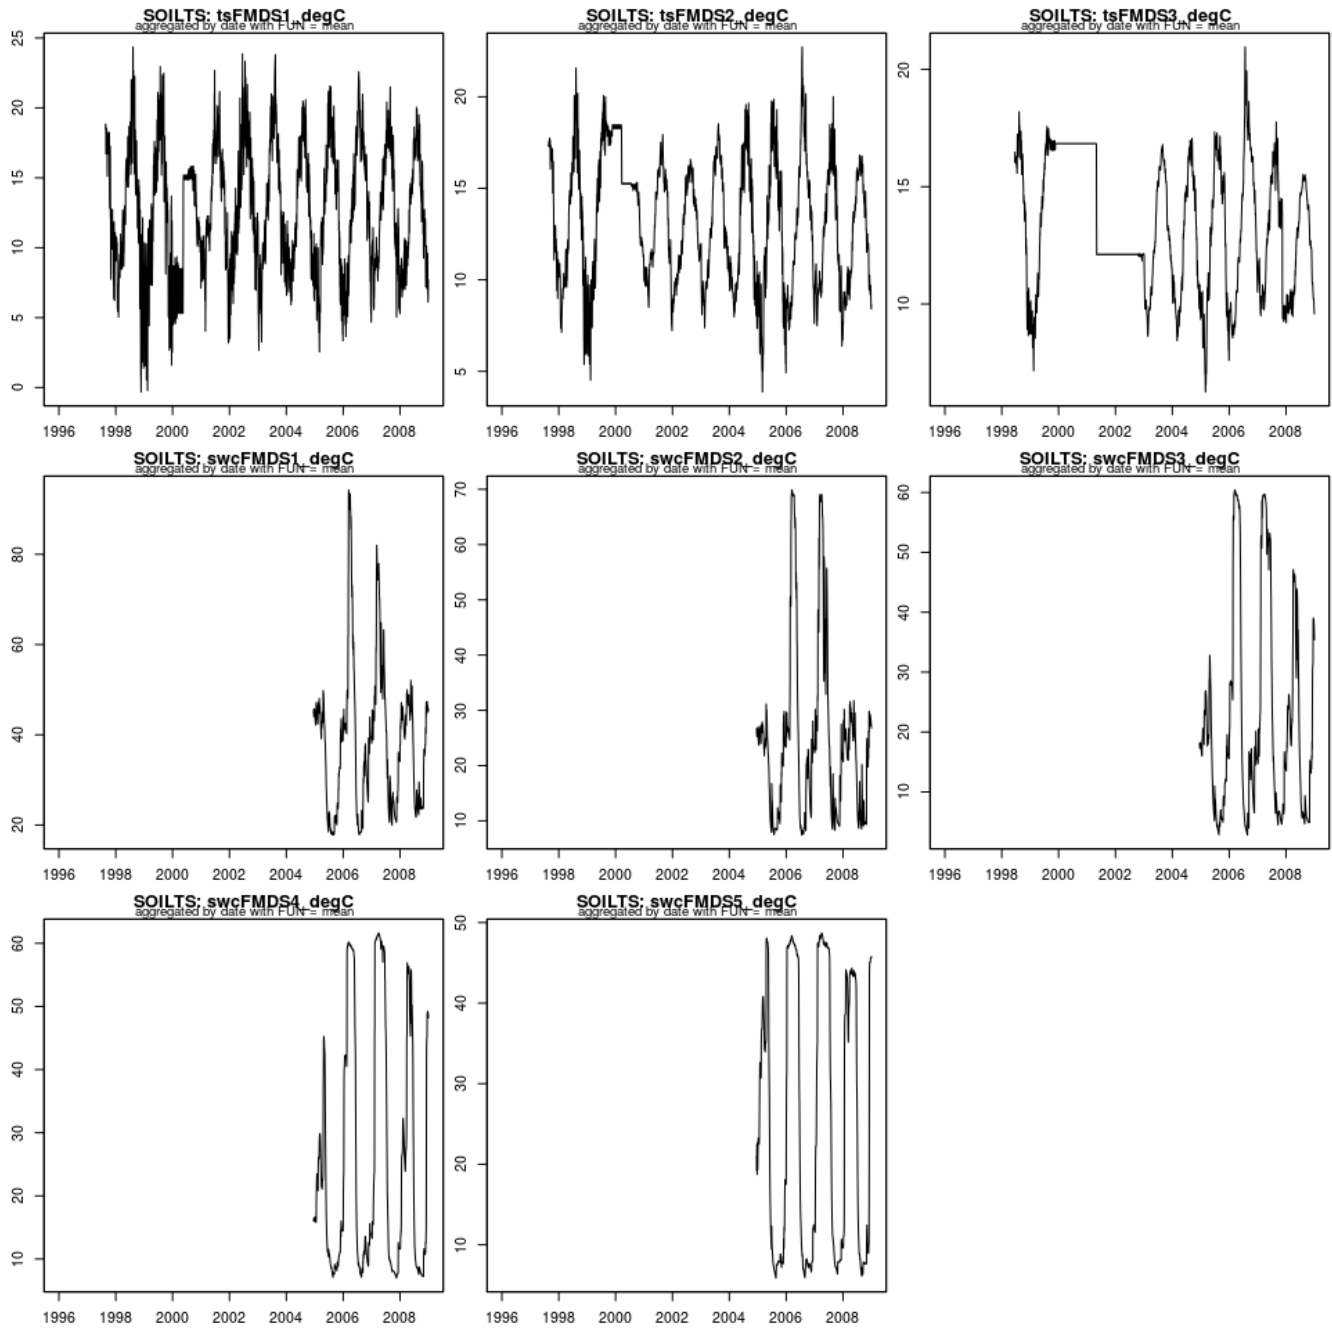 SOILTS: tsFMDS1_degC
aggregated by date with FUN = mean
25
20
15
10
5
0
1996 1998 2000 2002 2004 2006 2008
SOILTS: tsFMDS2_degC
aggregated by date with FUN = mean
20
15
10
5
1996 1998 2000 2002 2004 2006 2008
SOILTS: tsFMDS3_degC
aggregated by date with FUN = mean
20
15
10
1996 1998 2000 2002 2004 2006 2008
SOILTS: swcFMDS1_degC
aggregated by date with FUN = mean
80
60
40
20
1996 1998 2000 2002 2004 2006 2008
SOILTS: swcFMDS2_degC
aggregated by date with FUN = mean
70
60
50
40
30
20
10
1996 1998 2000 2002 2004 2006 2008
SOILTS: swcFMDS3_degC
aggregated by date with FUN = mean
60
50
40
30
20
10
1996 1998 2000 2002 2004 2006 2008
SOILTS: swcFMDS4_degC
aggregated by date with FUN = mean
60
50
40
30
20
10
1996 1998 2000 2002 2004 2006 2008
SOILTS: swcFMDS5_degC
aggregated by date with FUN = mean
50
40
30
20
10
1996 1998 2000 2002 2004 2006 2008